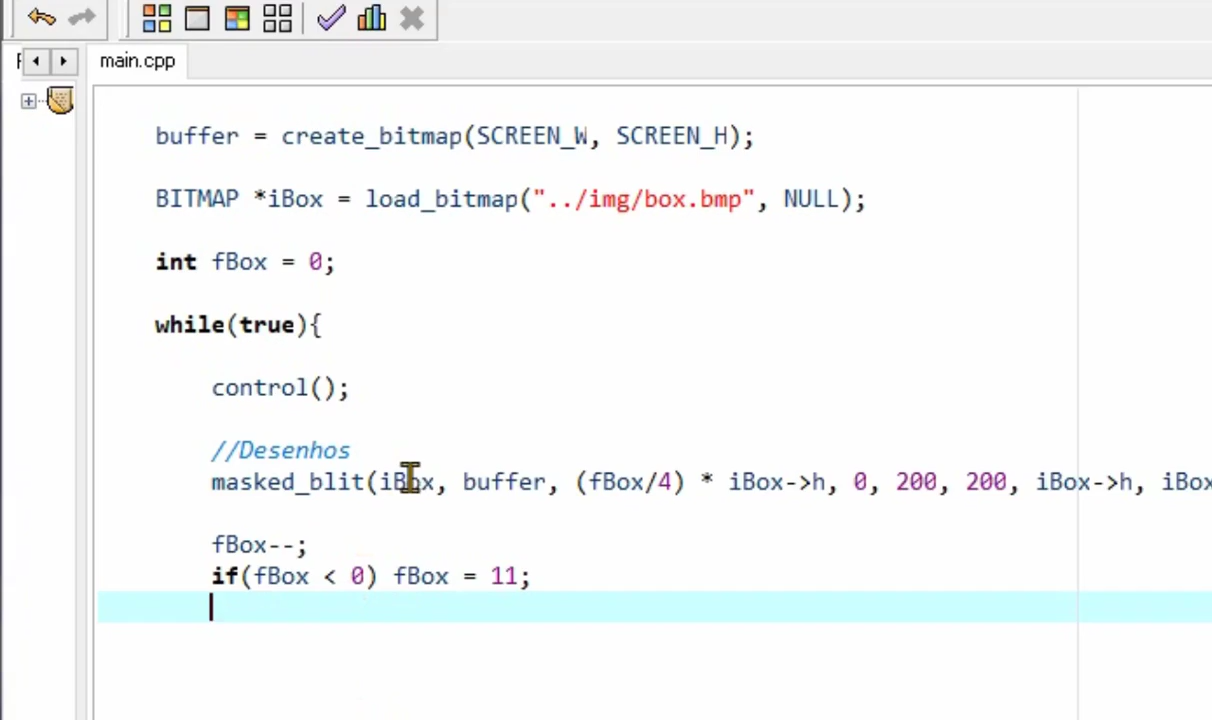 main.cpp
buffer = create_bitmap(SCREEN_W, SCREEN_H);
BITMAP *iBox = load_bitmap("../img/box.bmp", NULL);
int fBox = 0;
while(true){
control();
//Desenhos
masked_blit(iBox, buffer, (fBox/4) * iBox->h, 0, 200, 200, iBox->h, iBox
fBox--;
if(fBox < 0) fBox = 11;